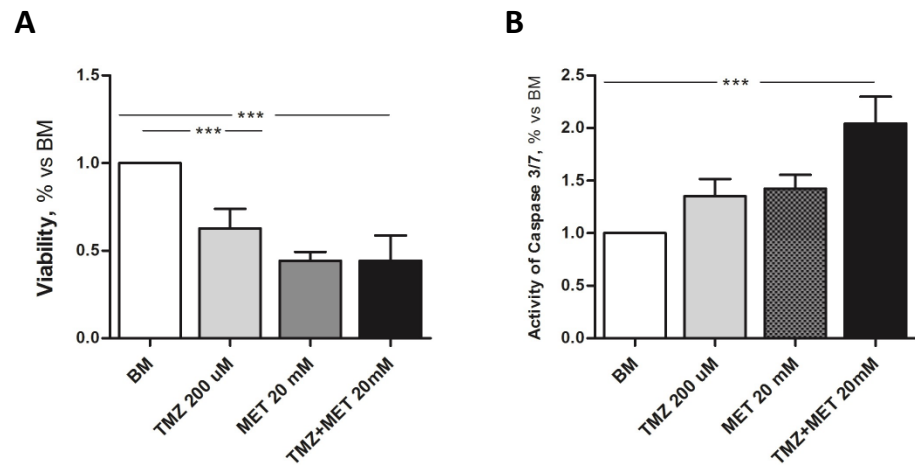 A
Viability, % vs BM
1.5
1.0
0.5
0.0
***
***
BM
TMZ 200 uM
MET 20 mM
TMZ+MET 20mM
B
Activity of Caspase 3/7, % vs BM
2.5
2.0
1.5
1.0
0.5
0.0
***
BM
TMZ 200 uM
MET 20 mM
TMZ+MET 20mM